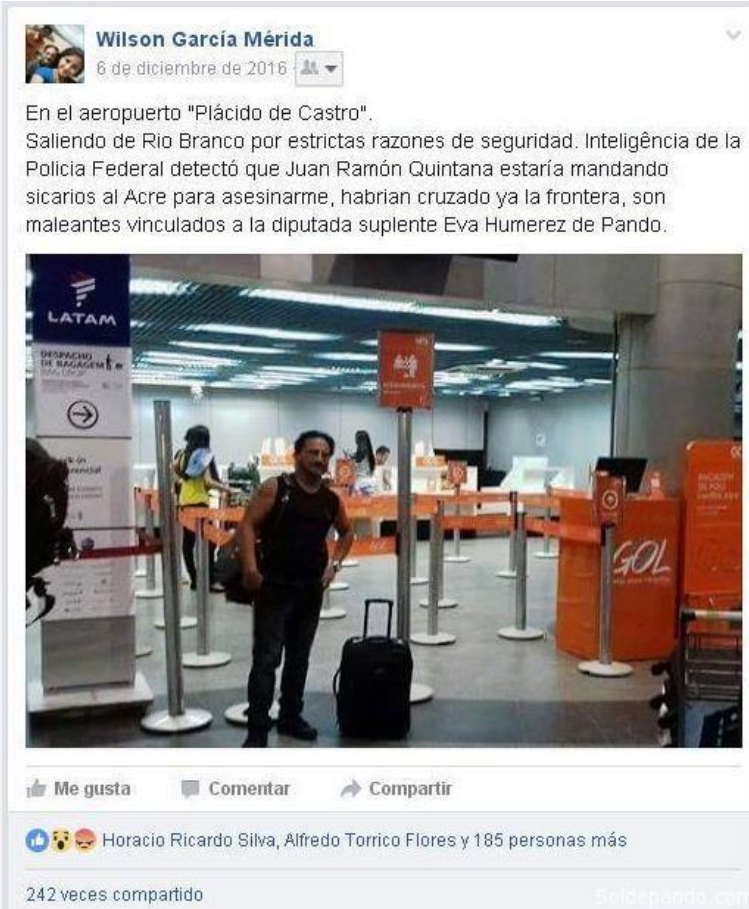 Wilson García Mérida
6 de diciembre de 2016
En el aeropuerto "Plácido de Castro".
Saliendo de Rio Branco por estrictas razones de seguridad. Inteligência de la
Policia Federal detectó que Juan Ramón Quintana estaría mandando
sicarios al Acre para asesinarme, habrian cruzado ya la frontera, son
maleantes vinculados a la diputada suplente Eva Humerez de Pando.
LATAM
DESPACHO
DE BAGAGEM
GOL
Me gusta Comentar Compartir
Horacio Ricardo Silva, Alfredo Torrico Flores y 185 personas más
242 veces compartido
Soldepando.com